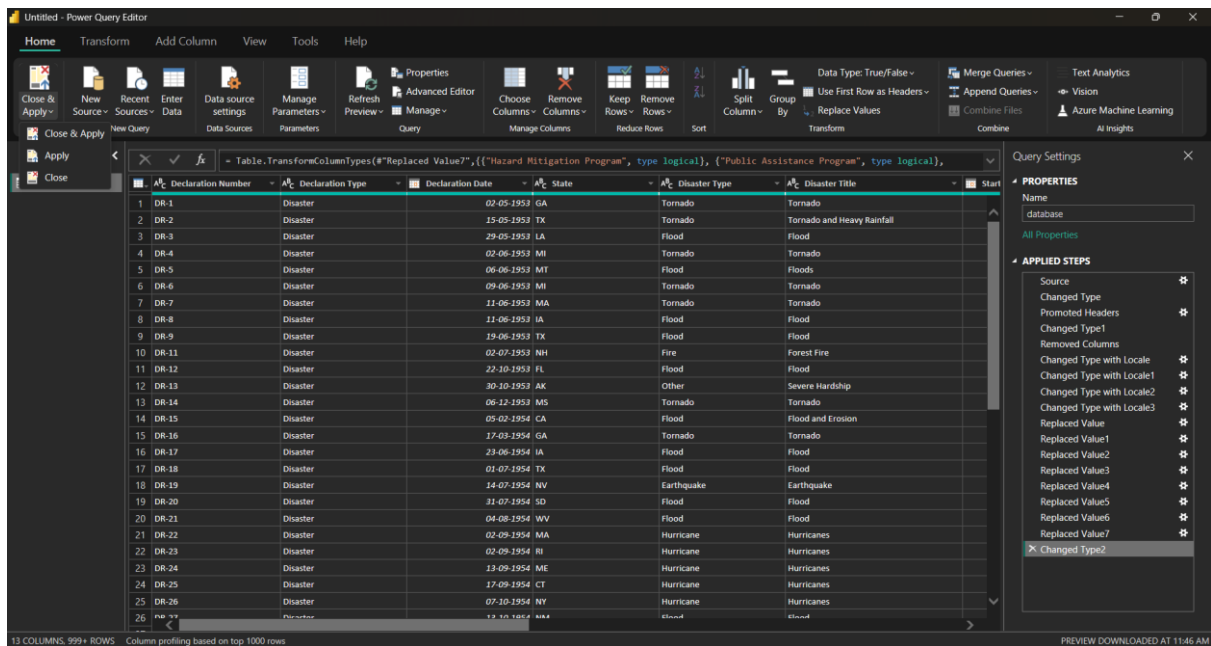 Untitled - Power Query Editor
Home Transform Add Column View Tools Help
Close & Apply
New Source
Recent Sources
Enter Data
Data source settings
Manage Parameters
Refresh Preview
Properties
Advanced Editor
Manage
Choose Columns
Remove Columns
Keep Rows
Remove Rows
Split Column
Group By
Data Type: True/False
Use First Row as Headers
Replace Values
Merge Queries
Append Queries
Combine Files
Text Analytics
Vision
Azure Machine Learning
New Query Data Sources Parameters Query Manage Columns Reduce Rows Sort Transform Combine AI Insights
Close & Apply
Apply
Close
fx = Table.TransformColumnTypes(#"Replaced Value7",{{"Hazard Mitigation Program", type logical}, {"Public Assistance Program", type logical},
Declaration Number Declaration Type Declaration Date State Disaster Type Disaster Title Start
1 DR-1 Disaster 02-05-1953 GA Tornado Tornado
2 DR-2 Disaster 15-05-1953 TX Tornado Tornado and Heavy Rainfall
3 DR-3 Disaster 29-05-1953 LA Flood Flood
4 DR-4 Disaster 02-06-1953 MI Tornado Tornado
5 DR-5 Disaster 06-06-1953 MT Flood Floods
6 DR-6 Disaster 09-06-1953 MI Tornado Tornado
7 DR-7 Disaster 11-06-1953 MA Tornado Tornado
8 DR-8 Disaster 11-06-1953 IA Flood Flood
9 DR-9 Disaster 19-06-1953 TX Flood Flood
10 DR-11 Disaster 02-07-1953 NH Fire Forest Fire
11 DR-12 Disaster 22-10-1953 FL Flood Flood
12 DR-13 Disaster 30-10-1953 AK Other Severe Hardship
13 DR-14 Disaster 06-12-1953 MS Tornado Tornado
14 DR-15 Disaster 05-02-1954 CA Flood Flood and Erosion
15 DR-16 Disaster 17-03-1954 GA Tornado Tornado
16 DR-17 Disaster 23-06-1954 IA Flood Flood
17 DR-18 Disaster 01-07-1954 TX Flood Flood
18 DR-19 Disaster 14-07-1954 NV Earthquake Earthquake
19 DR-20 Disaster 31-07-1954 SD Flood Flood
20 DR-21 Disaster 04-08-1954 WV Flood Flood
21 DR-22 Disaster 02-09-1954 MA Hurricane Hurricanes
22 DR-23 Disaster 02-09-1954 RI Hurricane Hurricanes
23 DR-24 Disaster 13-09-1954 ME Hurricane Hurricanes
24 DR-25 Disaster 17-09-1954 CT Hurricane Hurricanes
25 DR-26 Disaster 07-10-1954 NY Hurricane Hurricanes
26
Query Settings
PROPERTIES
Name
database
All Properties
APPLIED STEPS
Source
Changed Type
Promoted Headers
Changed Type1
Removed Columns
Changed Type with Locale
Changed Type with Locale1
Changed Type with Locale2
Changed Type with Locale3
Replaced Value
Replaced Value1
Replaced Value2
Replaced Value3
Replaced Value4
Replaced Value5
Replaced Value6
Replaced Value7
Changed Type2
13 COLUMNS, 999+ ROWS Column profiling based on top 1000 rows
PREVIEW DOWNLOADED AT 11:46 AM